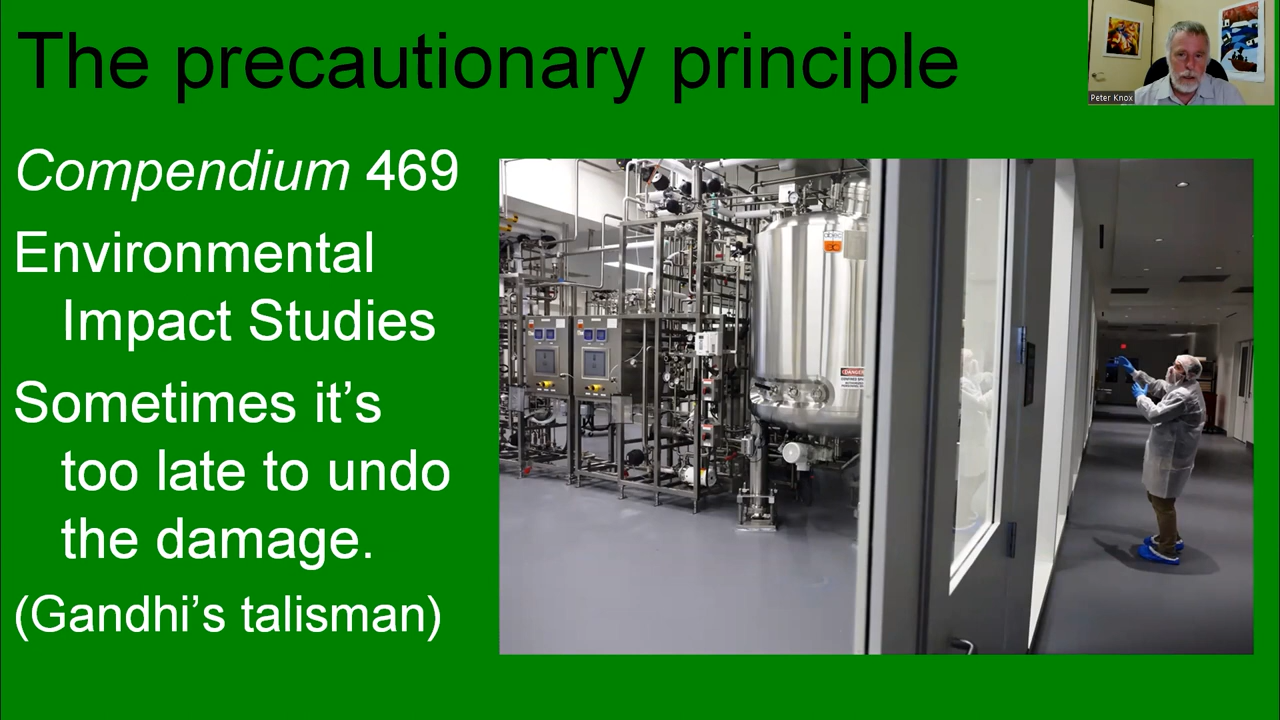 The precautionary principle
Peter Knox
Compendium 469
Environmental
Impact Studies
Sometimes it's
too late to undo
the damage.
(Gandhi's talisman)
abec
DANGER